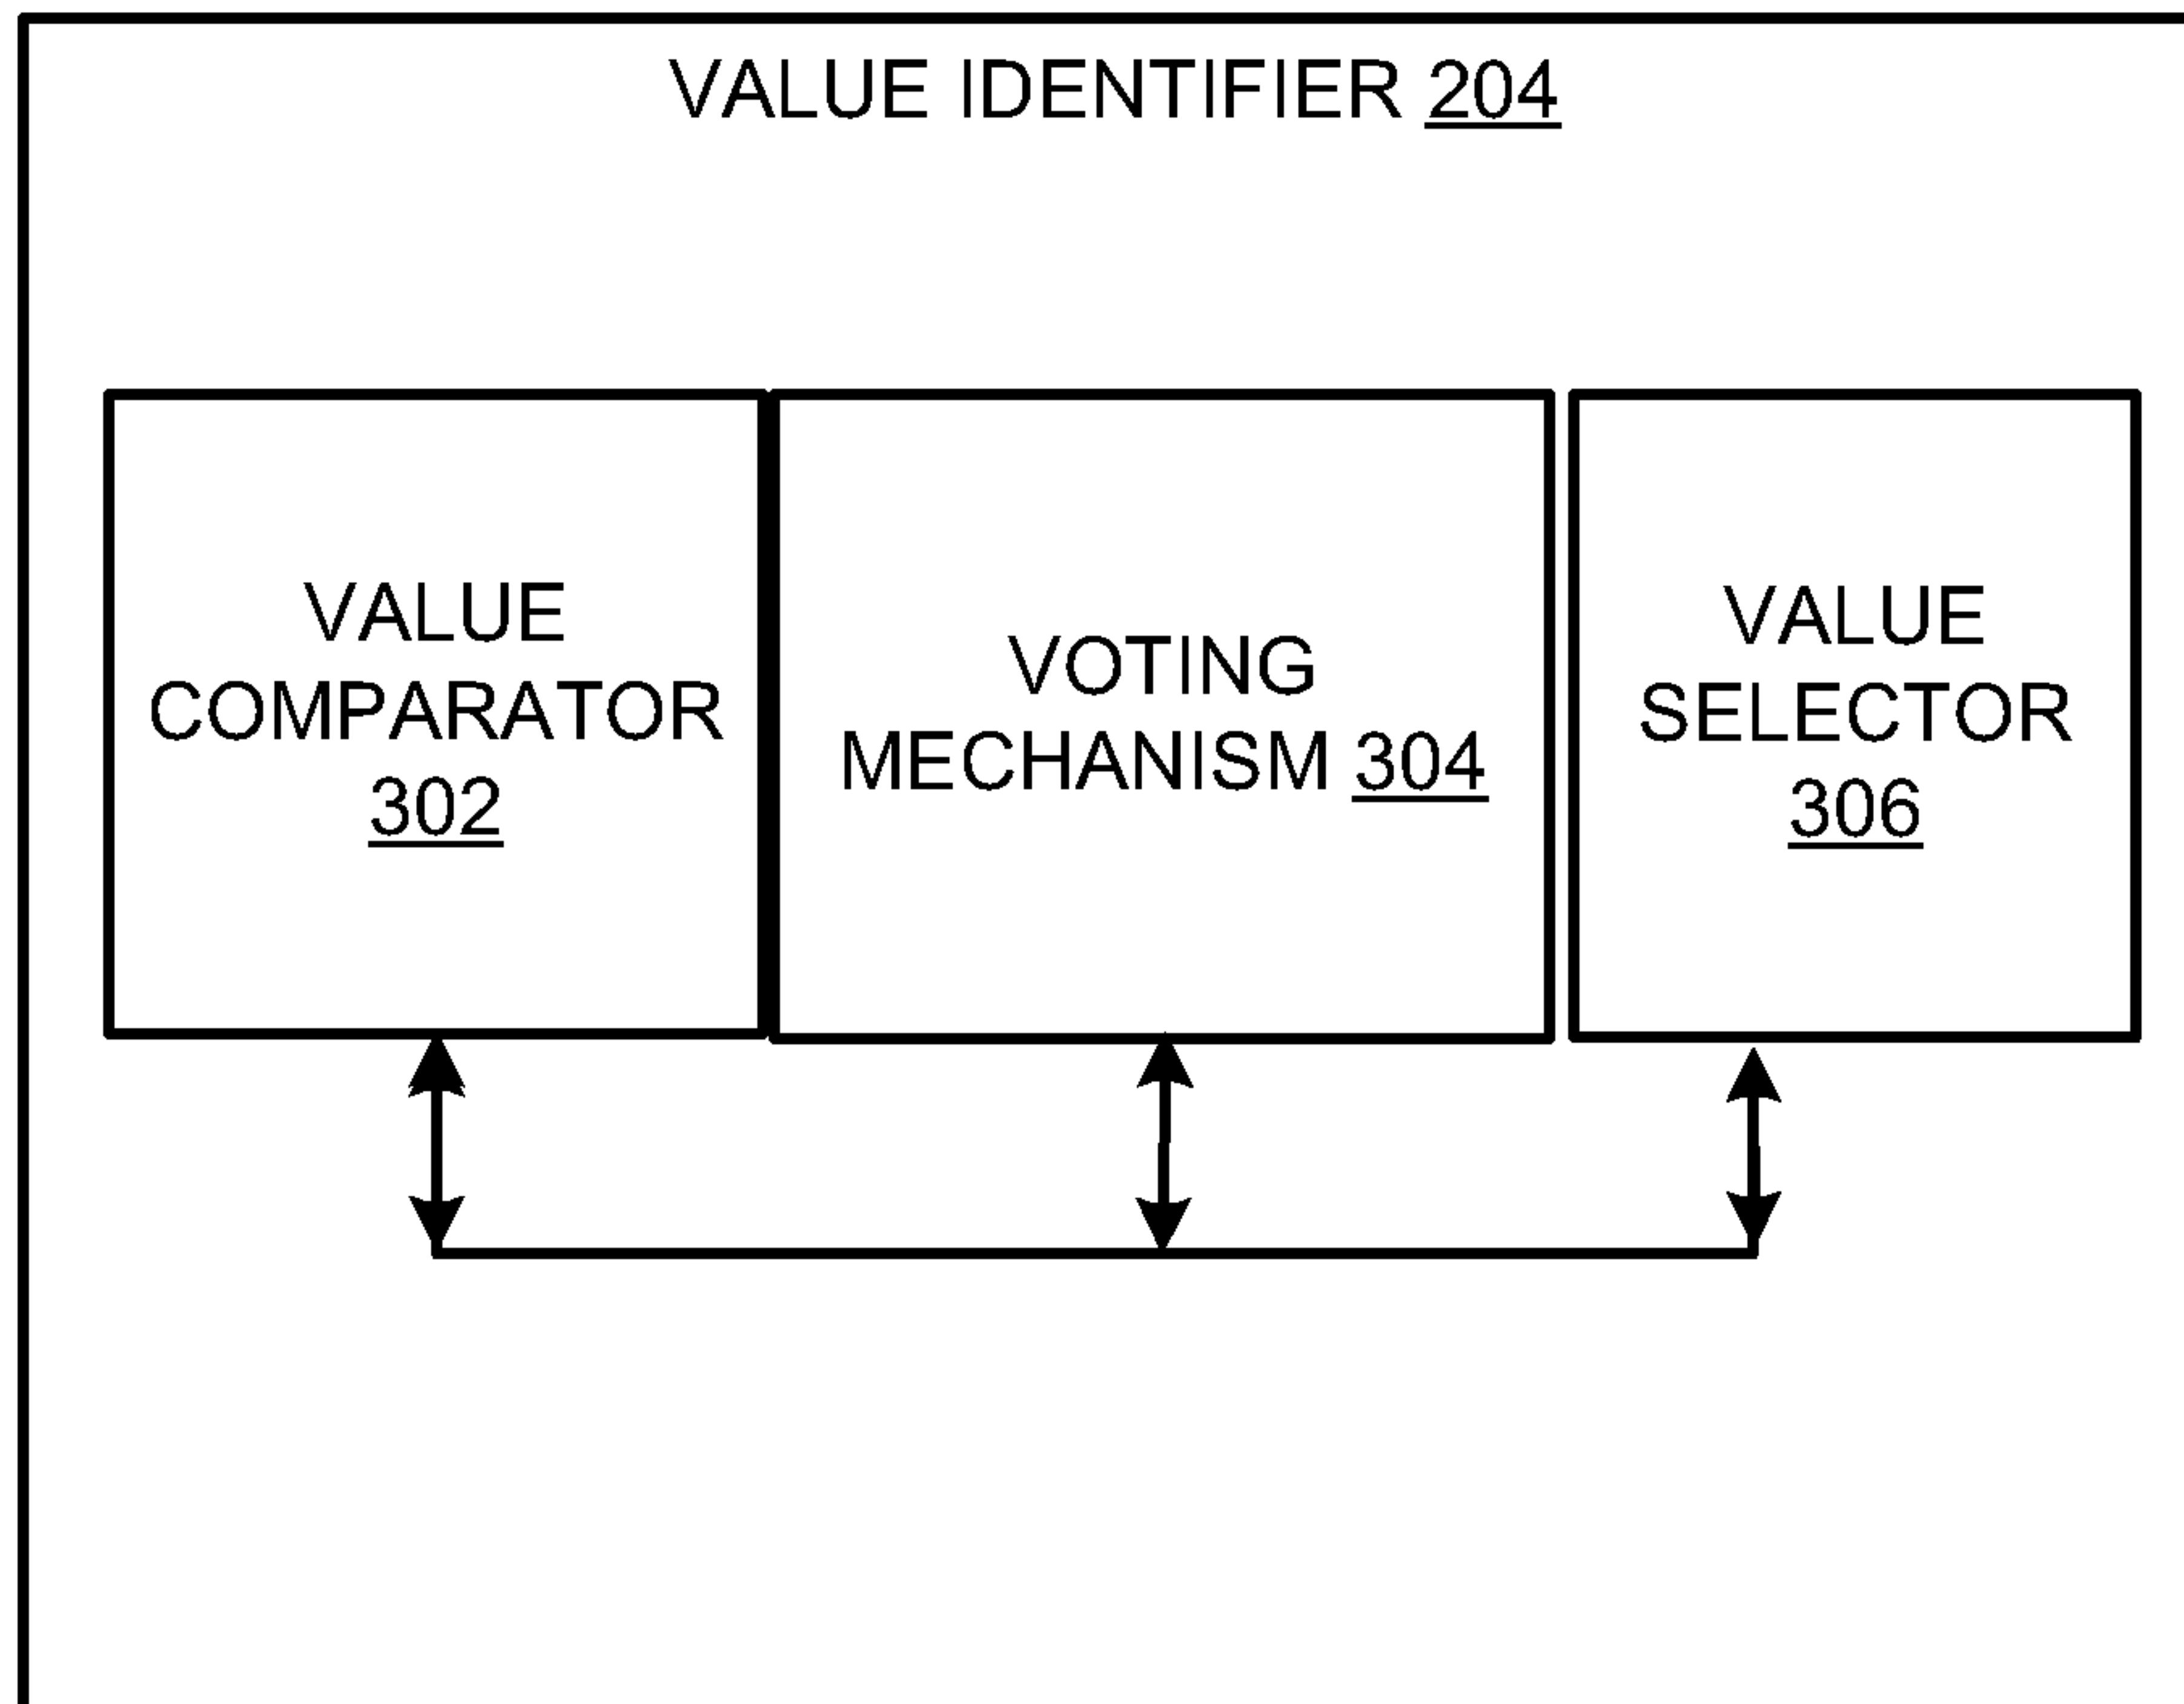 VALUE IDENTIFIER 204
VALUE
COMPARATOR
302
VOTING
MECHANISM 304
VALUE
SELECTOR
306